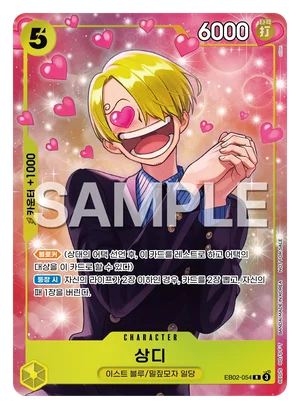 5
6000
타격
打
카운터 +1000
SAMPLE
블로커 (상대의 어택 선언 후, 이 카드를 레스트로 하고 어택의
대상을 이 카드로 할 수 있다)
등장 시 자신의 라이프가 2장 이하인 경우, 카드를 2장 뽑고, 자신의
패 1장을 버린다.
CHARACTER
상디
이스트 블루/밀짚모자 일당
EB02-054 R